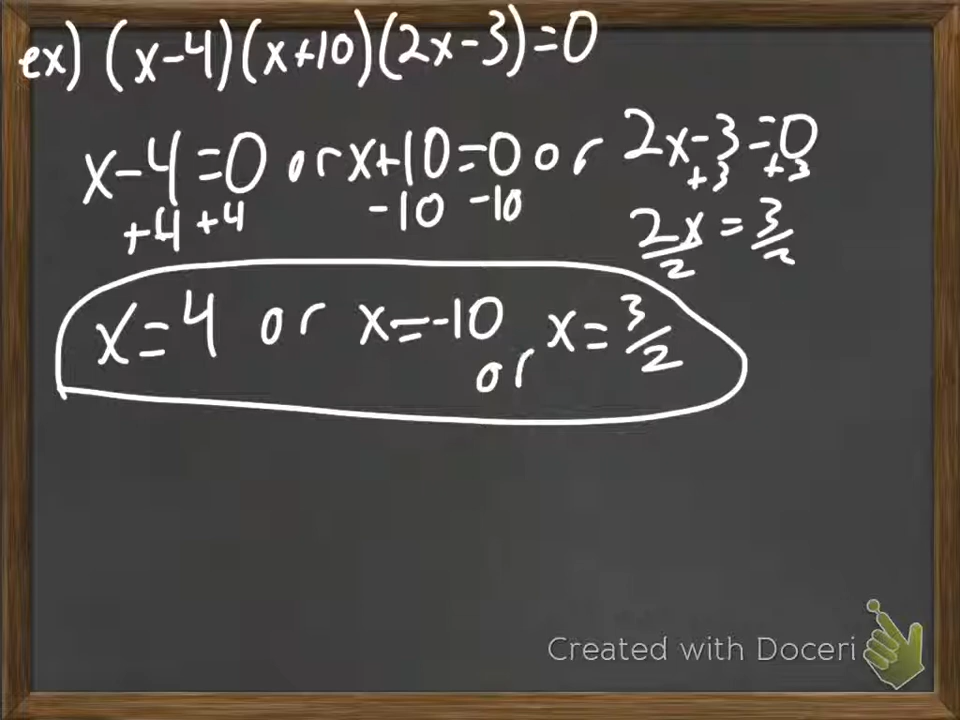 ex) (x-4)(x+10)(2x-3)=0
x-4=0 or x+10=0 or 2x-3=0
+4 +4 -10 -10 +3 +3
2x/2 = 3/2
x=4 or x=-10 or x=3/2
Created with Doceri